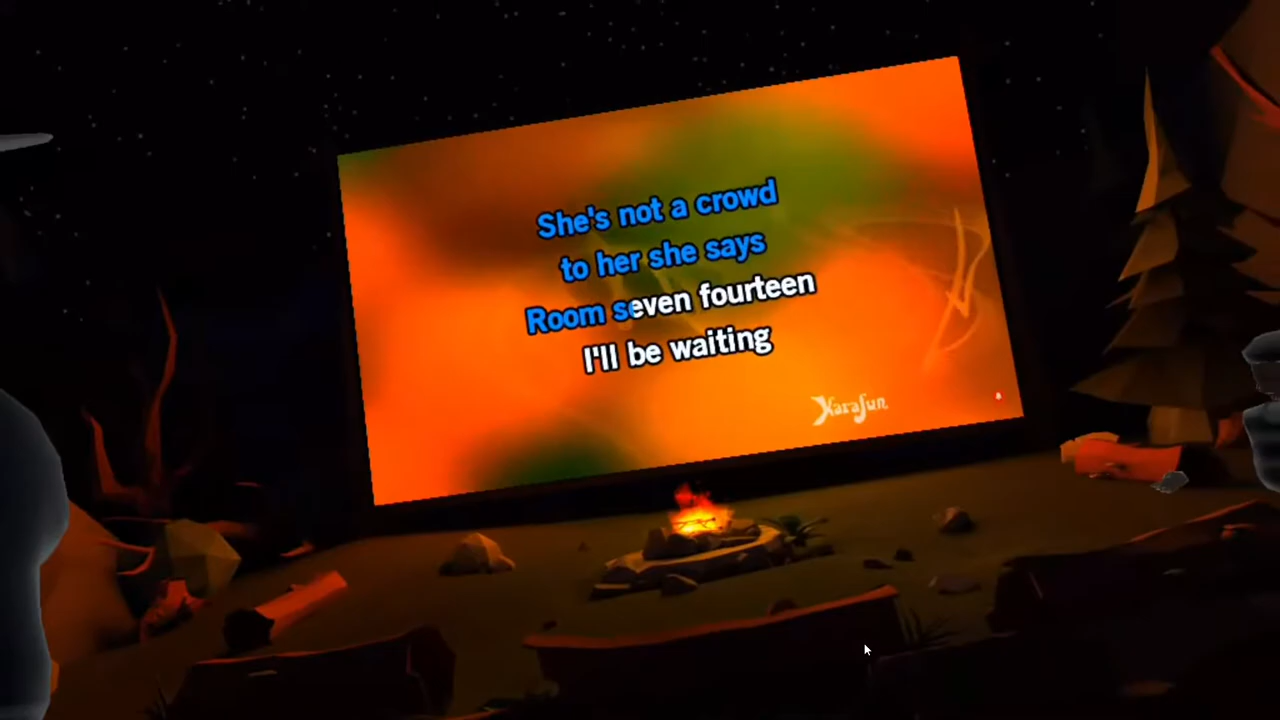 She's not a crowd
to her she says
Room seven fourteen
I'll be waiting
KaraFun